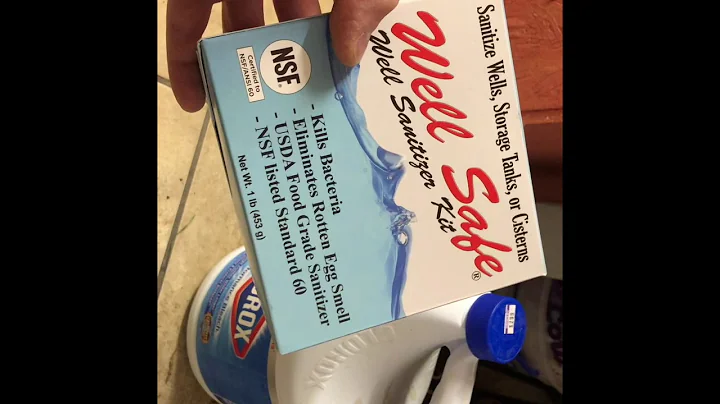 Sanitize Wells, Storage Tanks, or Cisterns
Well Safe®
Well Sanitizer Kit
NSF®
Certified to
NSF/ANSI 60
- Kills Bacteria
- Eliminates Rotten Egg Smell
- USDA Food Grade Sanitizer
- NSF listed Standard 60
Net Wt. 1 lb (453 g)
OROX
CLOROX